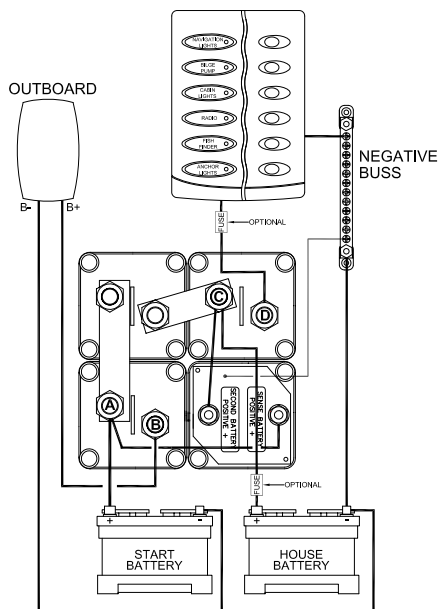 NAVIGATION
LIGHTS
BILGE
PUMP
CABIN
LIGHTS
RADIO
FISH
FINDER
ANCHOR
LIGHTS
OUTBOARD
NEGATIVE
BUSS
B-
B+
FUSE
OPTIONAL
C
D
A
B
SECOND BATTERY
POSITIVE +
SENSE BATTERY
POSITIVE +
FUSE
OPTIONAL
+
-
START
BATTERY
+
-
HOUSE
BATTERY